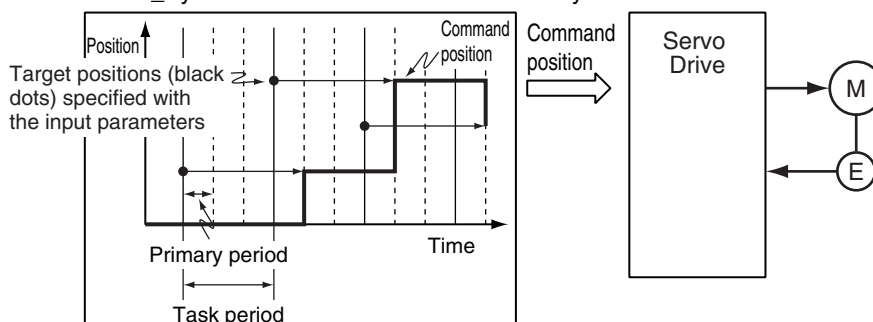 Position
Command
position
Target positions (black
dots) specified with
the input parameters
Time
Primary period
Task period
Command
position
Servo
Drive
M
E